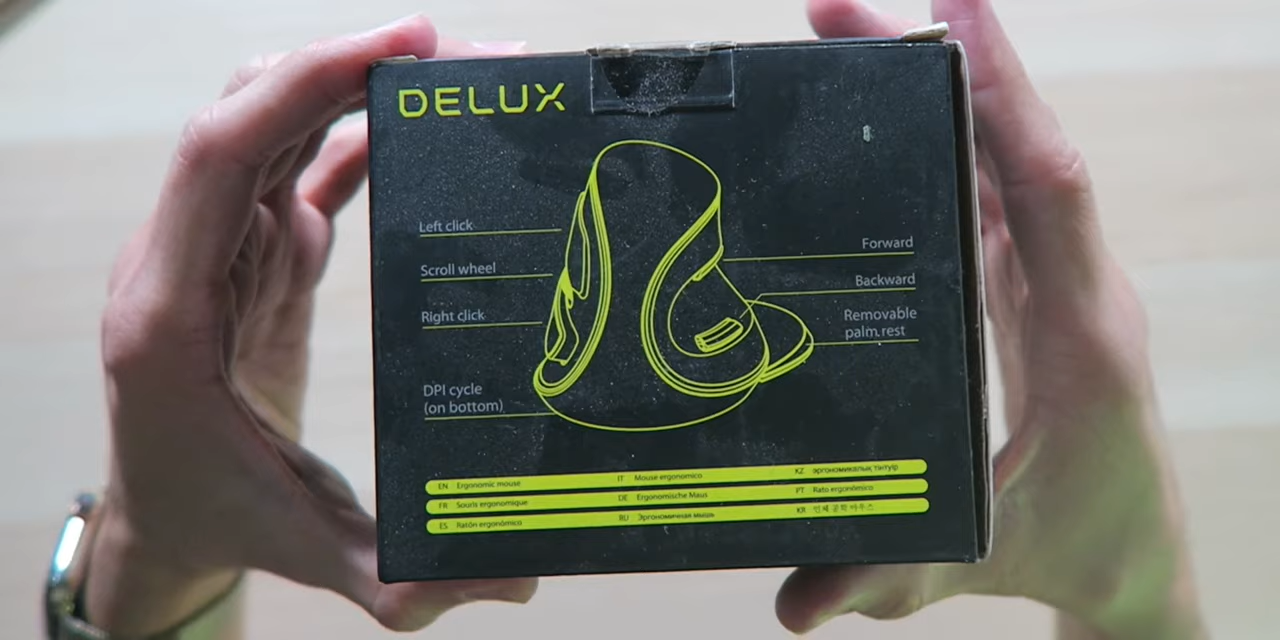 DELUX
Left click
Scroll wheel
Right click
DPI cycle
(on bottom)
Forward
Backward
Removable
palm rest
EN Ergonomic mouse
IT Mouse ergonomico
KZ эргономикалық тінтуір
FR Souris ergonomique
DE Ergonomische Maus
PT Rato ergonômico
ES Ratón ergonómico
RU Эргономичная мышь
KR 인체 공학 마우스